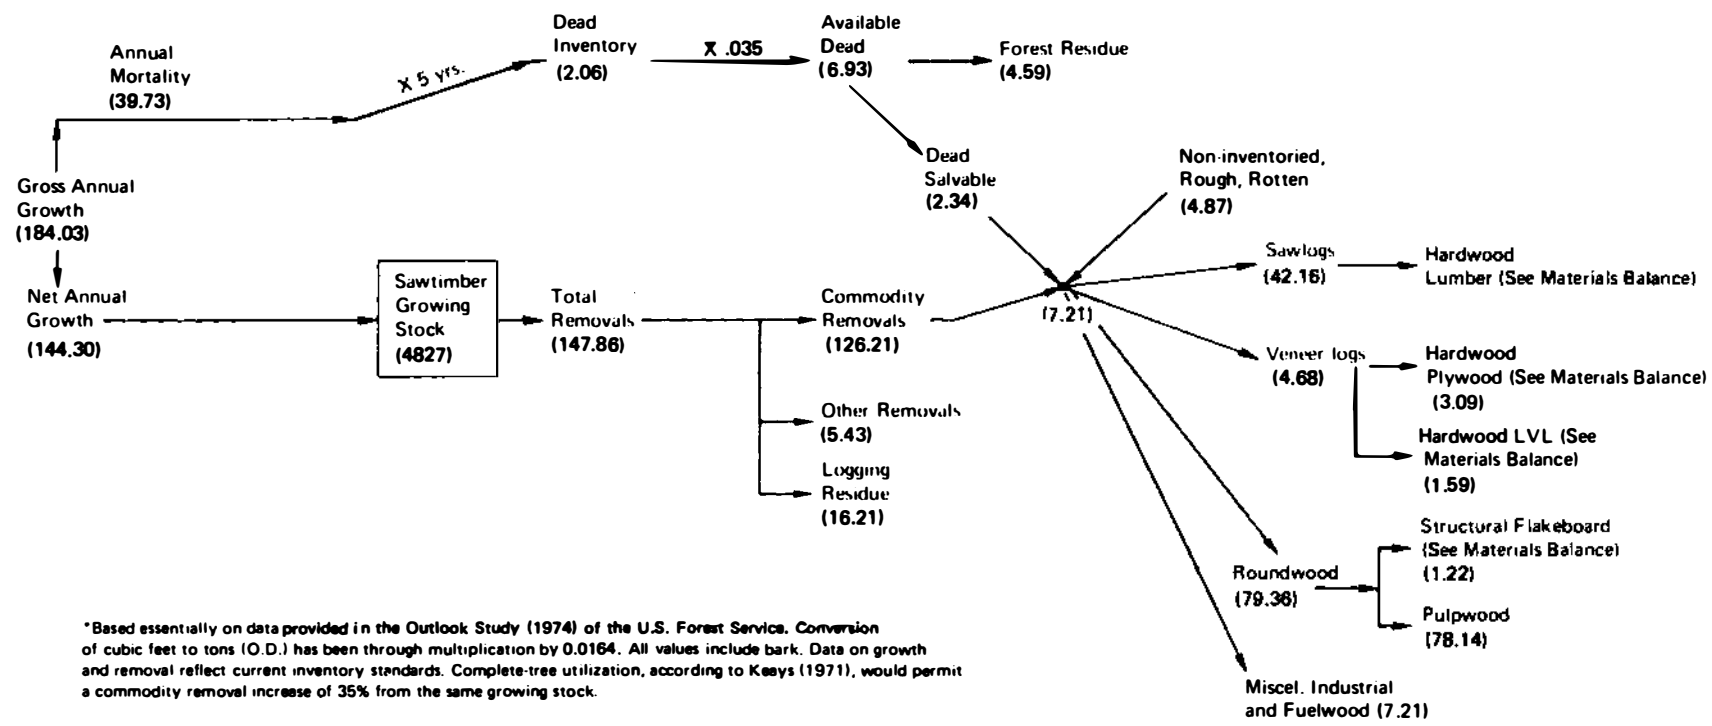 Annual
Mortality
(39.73)
X 5 yrs.
Dead
Inventory
(2.06)
X .035
Available
Dead
(6.93)
Forest Residue
(4.59)
Dead
Salvable
(2.34)
Non-inventoried,
Rough, Rotten
(4.87)
Gross Annual
Growth
(184.03)
Net Annual
Growth
(144.30)
Sawtimber
Growing
Stock
(4827)
Total
Removals
(147.86)
Commodity
Removals
(126.21)
(7.21)
Other Removals
(5.43)
Logging
Residue
(16.21)
Sawlogs
(42.16)
Hardwood
Lumber (See Materials Balance)
Veneer logs
(4.68)
Hardwood
Plywood (See Materials Balance)
(3.09)
Hardwood LVL (See
Materials Balance)
(1.59)
Roundwood
(79.36)
Structural Flakeboard
(See Materials Balance)
(1.22)
Pulpwood
(78.14)
Miscel. Industrial
and Fuelwood (7.21)
*Based essentially on data provided in the Outlook Study (1974) of the U.S. Forest Service. Conversion
of cubic feet to tons (O.D.) has been through multiplication by 0.0164. All values include bark. Data on growth
and removal reflect current inventory standards. Complete-tree utilization, according to Keays (1971), would permit
a commodity removal increase of 35% from the same growing stock.